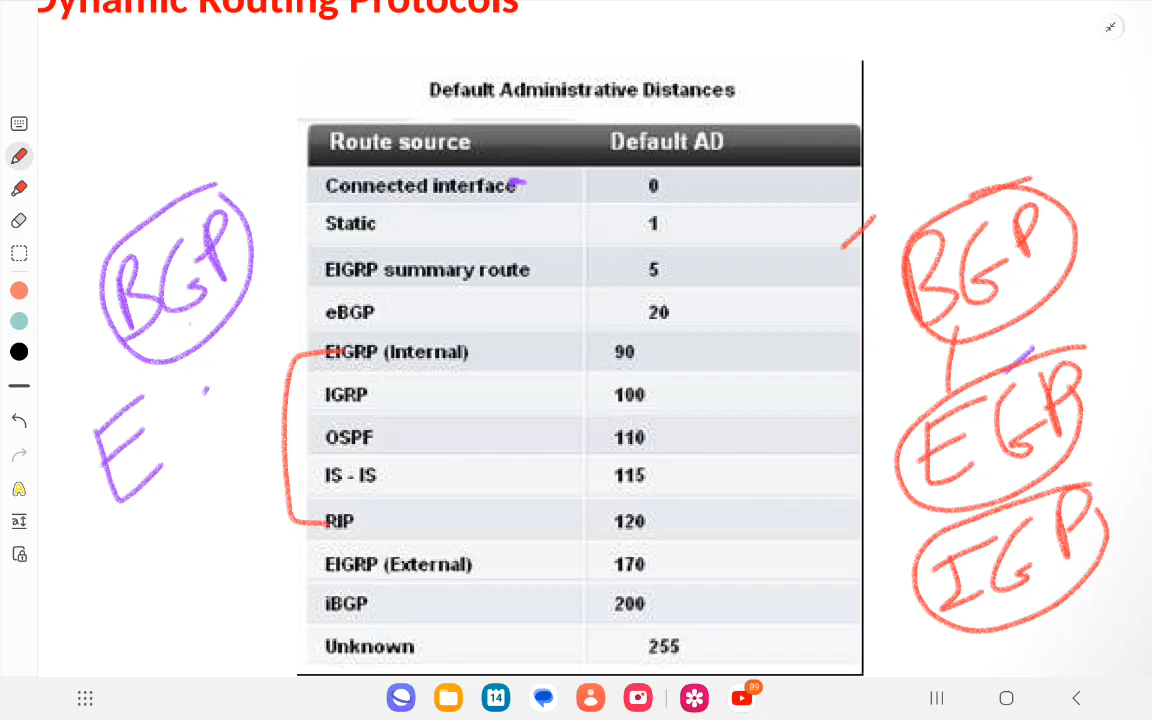 Dynamic Routing Protocols
Default Administrative Distances
Route source Default AD
Connected interface 0
Static 1
EIGRP summary route 5
eBGP 20
EIGRP (Internal) 90
IGRP 100
OSPF 110
IS - IS 115
RIP 120
EIGRP (External) 170
iBGP 200
Unknown 255
BGP
E
BGP
EGP
IGP
14
89